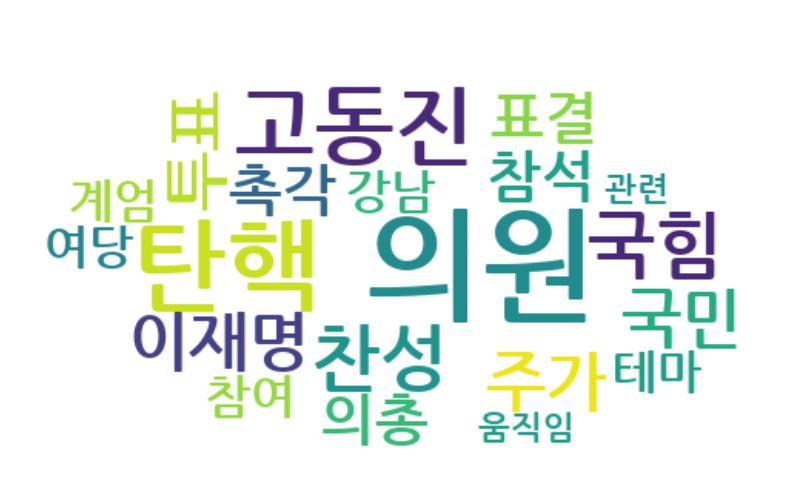 고동진
표결
투표
촉각
강남
참석
관련
계엄
여당
탄핵
의원
국힘
이재명
찬성
국민
주가
테마
참여
의총
움직임